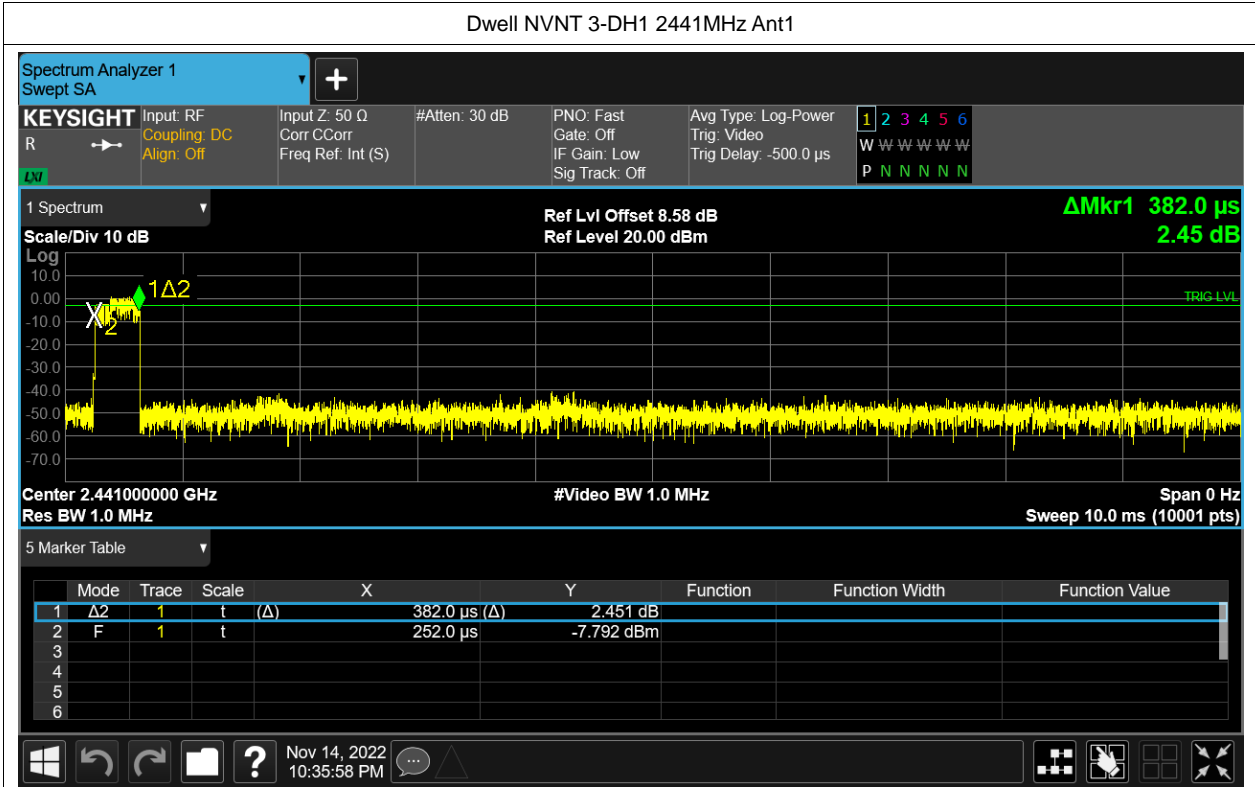 Dwell NVNT 3-DH1 2441MHz Ant1
Spectrum Analyzer 1
Swept SA
KEYSIGHT Input: RF Input Z: 50 Ω #Atten: 30 dB PNO: Fast Avg Type: Log-Power 1 2 3 4 5 6
R Coupling: DC Corr CCorr Gate: Off Trig: Video W W W W W W
Align: Off Freq Ref: Int (S) IF Gain: Low Trig Delay: -500.0 µs
LXI Sig Track: Off P N N N N N
1 Spectrum Ref Lvl Offset 8.58 dB ΔMkr1 382.0 µs
Scale/Div 10 dB Ref Level 20.00 dBm 2.45 dB
Log
10.0
1Δ2
0.00 TRIG LVL
-10.0 X2
-20.0
-30.0
-40.0
-50.0
-60.0
-70.0
Center 2.441000000 GHz #Video BW 1.0 MHz Span 0 Hz
Res BW 1.0 MHz Sweep 10.0 ms (10001 pts)
5 Marker Table
Mode Trace Scale X Y Function Function Width Function Value
1 Δ2 1 t (Δ) 382.0 µs (Δ) 2.451 dB
2 F 1 t 252.0 µs -7.792 dBm
3
4
5
6
? Nov 14, 2022
10:35:58 PM